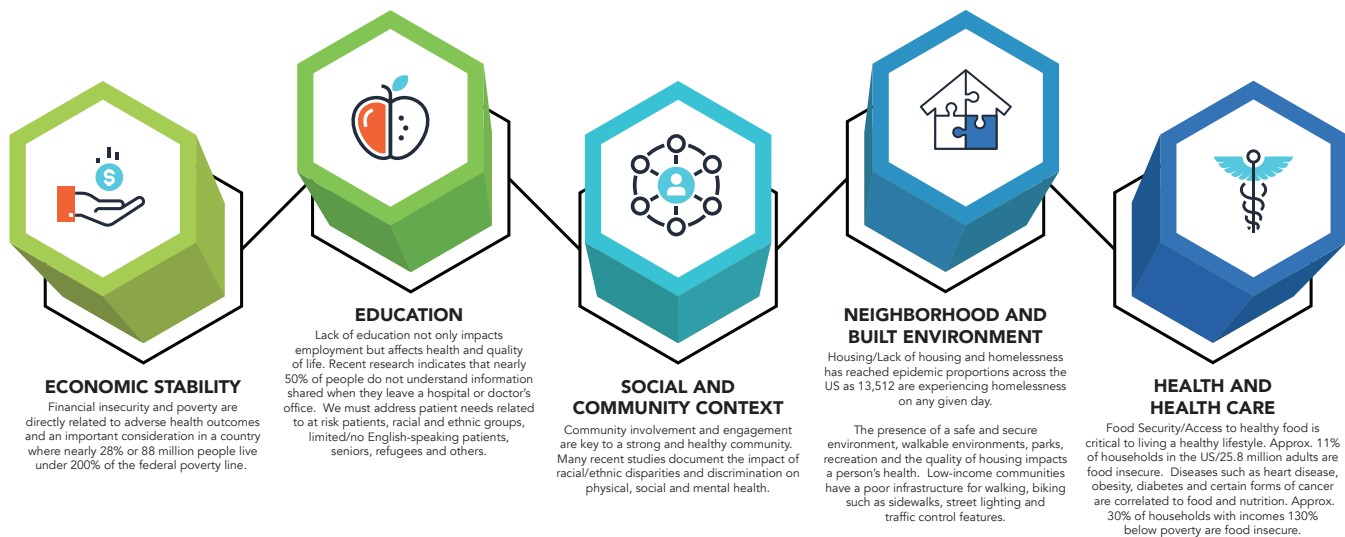 $
ECONOMIC STABILITY
Financial insecurity and poverty are
directly related to adverse health outcomes
and an important consideration in a country
where nearly 28% or 88 million people live
under 200% of the federal poverty line.
EDUCATION
Lack of education not only impacts
employment but affects health and quality
of life. Recent research indicates that nearly
50% of people do not understand information
shared when they leave a hospital or doctor's
office. We must address patient needs related
to at risk patients, racial and ethnic groups,
limited/no English-speaking patients,
seniors, refugees and others.
SOCIAL AND
COMMUNITY CONTEXT
Community involvement and engagement
are key to a strong and healthy community.
Many recent studies document the impact of
racial/ethnic disparities and discrimination on
physical, social and mental health.
NEIGHBORHOOD AND
BUILT ENVIRONMENT
Housing/Lack of housing and homelessness
has reached epidemic proportions across the
US as 13,512 are experiencing homelessness
on any given day.
The presence of a safe and secure
environment, walkable environments, parks,
recreation and the quality of housing impacts
a person's health. Low-income communities
have a poor infrastructure for walking, biking
such as sidewalks, street lighting and
traffic control features.
HEALTH AND
HEALTH CARE
Food Security/Access to healthy food is
critical to living a healthy lifestyle. Approx. 11%
of households in the US/25.8 million adults are
food insecure. Diseases such as heart disease,
obesity, diabetes and certain forms of cancer
are correlated to food and nutrition. Approx.
30% of households with incomes 130%
below poverty are food insecure.